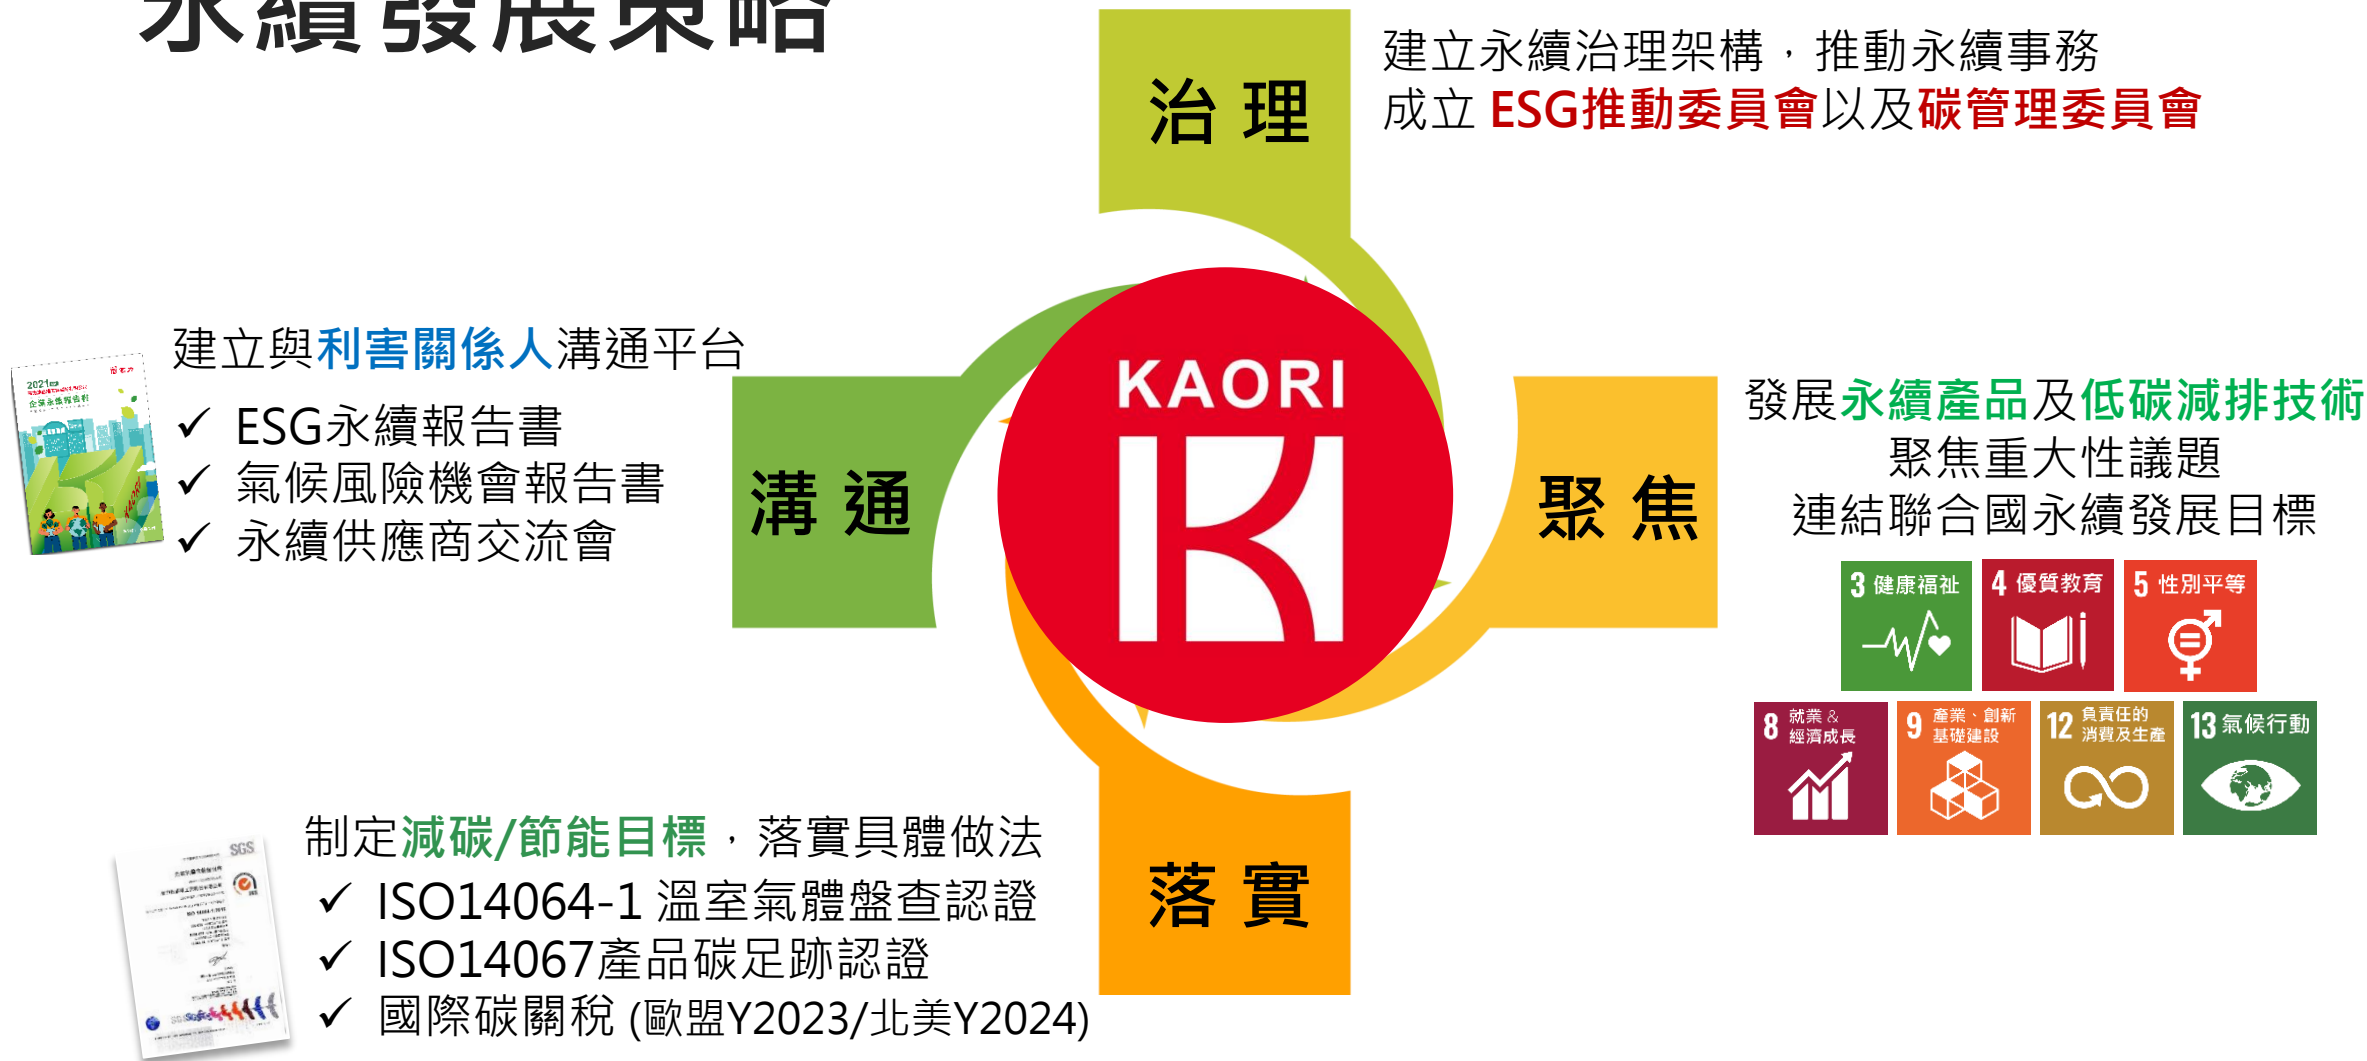 永續發展策略
治理
建立永續治理架構，推動永續事務
成立 ESG推動委員會以及碳管理委員會
建立與利害關係人溝通平台
✓ ESG永續報告書
✓ 氣候風險機會報告書
✓ 永續供應商交流會
2021
企業永續報告書
KAORI
溝通
KAORI
聚焦
發展永續產品及低碳減排技術
聚焦重大性議題
連結聯合國永續發展目標
3 健康福祉
4 優質教育
5 性別平等
8 就業 &
經濟成長
9 產業、創新
基礎建設
12 負責任的
消費及生產
13 氣候行動
落實
制定減碳/節能目標，落實具體做法
✓ ISO14064-1 溫室氣體盤查認證
✓ ISO14067產品碳足跡認證
✓ 國際碳關稅 (歐盟Y2023/北美Y2024)
SGS